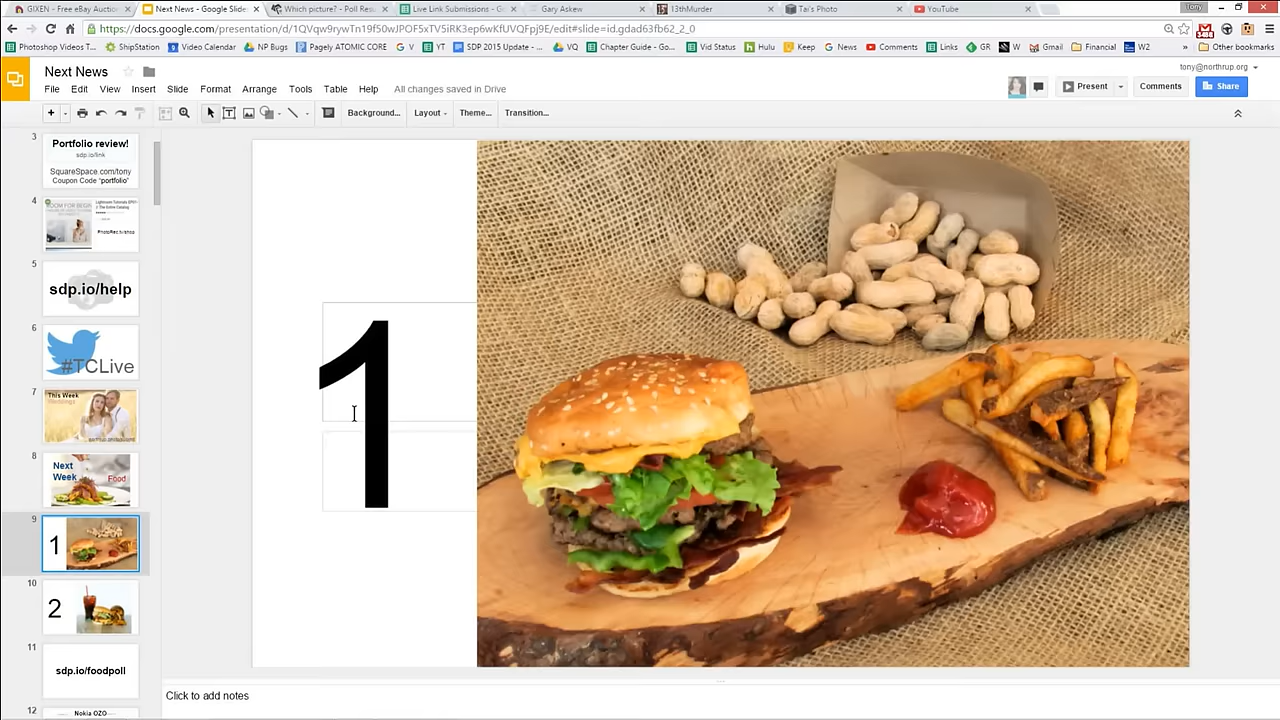 GIXEN - Free eBay Auctio
Next News - Google Slide
Which picture? - Poll Res
Live Link Submissions - G
Gary Askew
13thMurder
Tai's Photo
YouTube
Tony
https://docs.google.com/presentation/d/1QVqw9rywTn19f50wJPOF5xTV5iRK3ep6wKfUVQFpj9E/edit#slide=id.gdad63fb62_2_0
Photoshop Videos T...
ShipStation
Video Calendar
NP Bugs
Pagely ATOMIC CORE
V
YT
SDP 2015 Update - ...
VQ
Chapter Guide - Go...
Vid Status
Hulu
Keep
News
Comments
Links
GR
W
Gmail
Financial
W2
»
Other bookmarks
Next News
tony@northrup.org
File Edit View Insert Slide Format Arrange Tools Table Help
All changes saved in Drive
Present
Comments
Share
Background...
Layout
Theme...
Transition...
3
Portfolio review!
sdp.io/link
SquareSpace.com/tony
Coupon Code "portfolio"
4
PhotoRec.tv/shop
5
sdp.io/help
6
#TCLive
7
This Week
Weddings
8
Next
Week
Food
9
1
10
2
11
sdp.io/foodpoll
12
Nokia OZO
1
Click to add notes